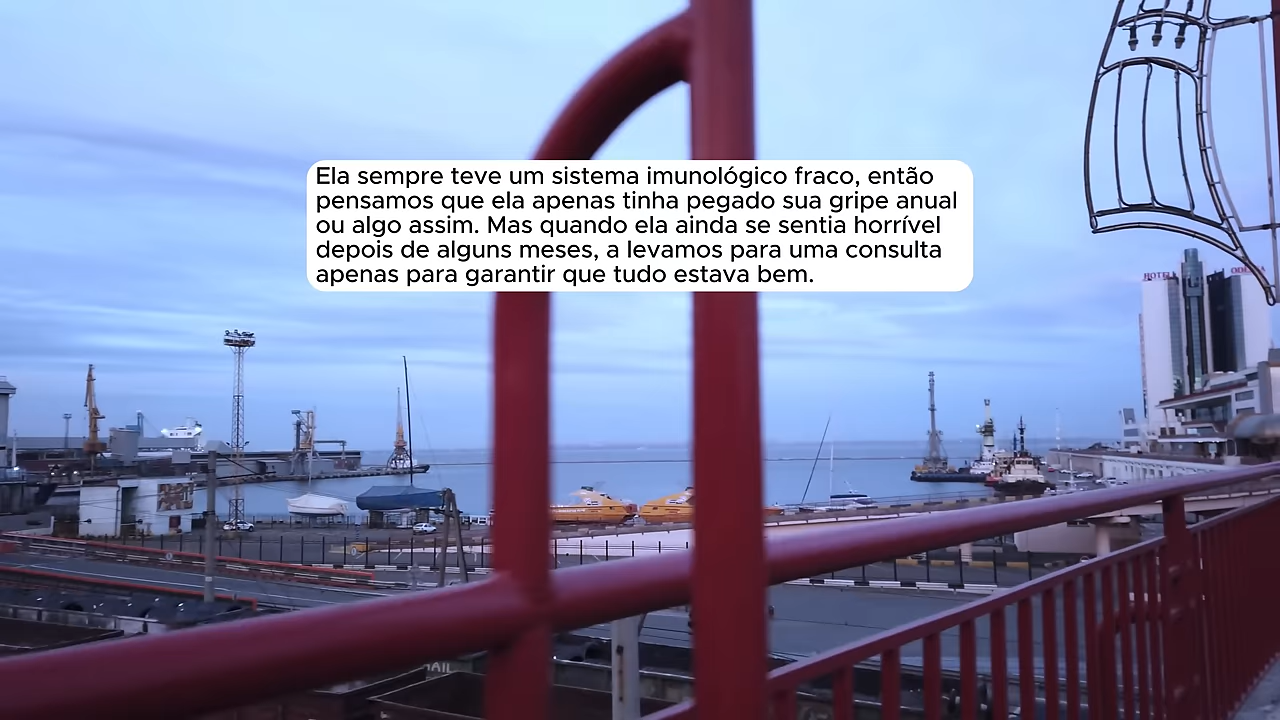 Ela sempre teve um sistema imunológico fraco, então
pensamos que ela apenas tinha pegado sua gripe anual
ou algo assim. Mas quando ela ainda se sentia horrível
depois de alguns meses, a levamos para uma consulta
apenas para garantir que tudo estava bem.
HOTEL